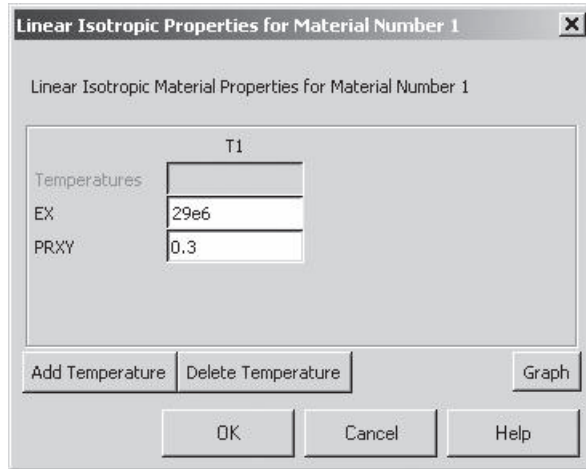 Linear Isotropic Properties for Material Number 1
Linear Isotropic Material Properties for Material Number 1
T1
Temperatures
EX 29e6
PRXY 0.3
Add Temperature Delete Temperature Graph
OK Cancel Help